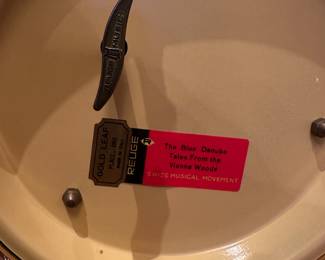 GOLD LEAF
REUGE
The Blue Danube
Tales From the
Vienna Woods
SWISS MUSICAL MOVEMENT